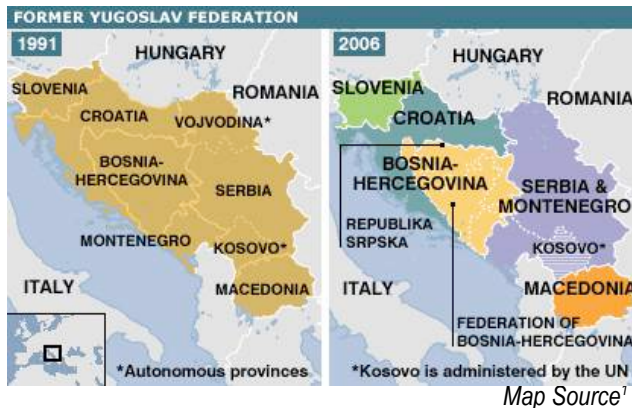 FORMER YUGOSLAV FEDERATION
1991
HUNGARY
SLOVENIA
ROMANIA
CROATIA
VOJVODINA*
BOSNIA-
HERCEGOVINA
SERBIA
MONTENEGRO
KOSOVO*
ITALY
MACEDONIA
*Autonomous provinces
2006
HUNGARY
SLOVENIA
ROMANIA
CROATIA
BOSNIA-
HERCEGOVINA
SERBIA &
MONTENEGRO
REPUBLIKA
SRPSKA
KOSOVO*
ITALY
MACEDONIA
FEDERATION OF
BOSNIA-HERCEGOVINA
*Kosovo is administered by the UN
Map Source¹